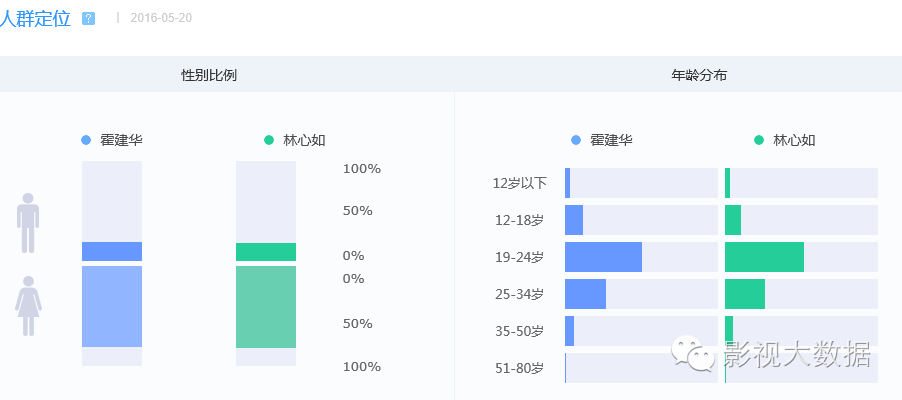 人群定位 ? | 2016-05-20
性别比例
年龄分布
霍建华 林心如
霍建华 林心如
100%
50%
0%
0%
50%
100%
12岁以下
12-18岁
19-24岁
25-34岁
35-50岁
51-80岁
影视大数据